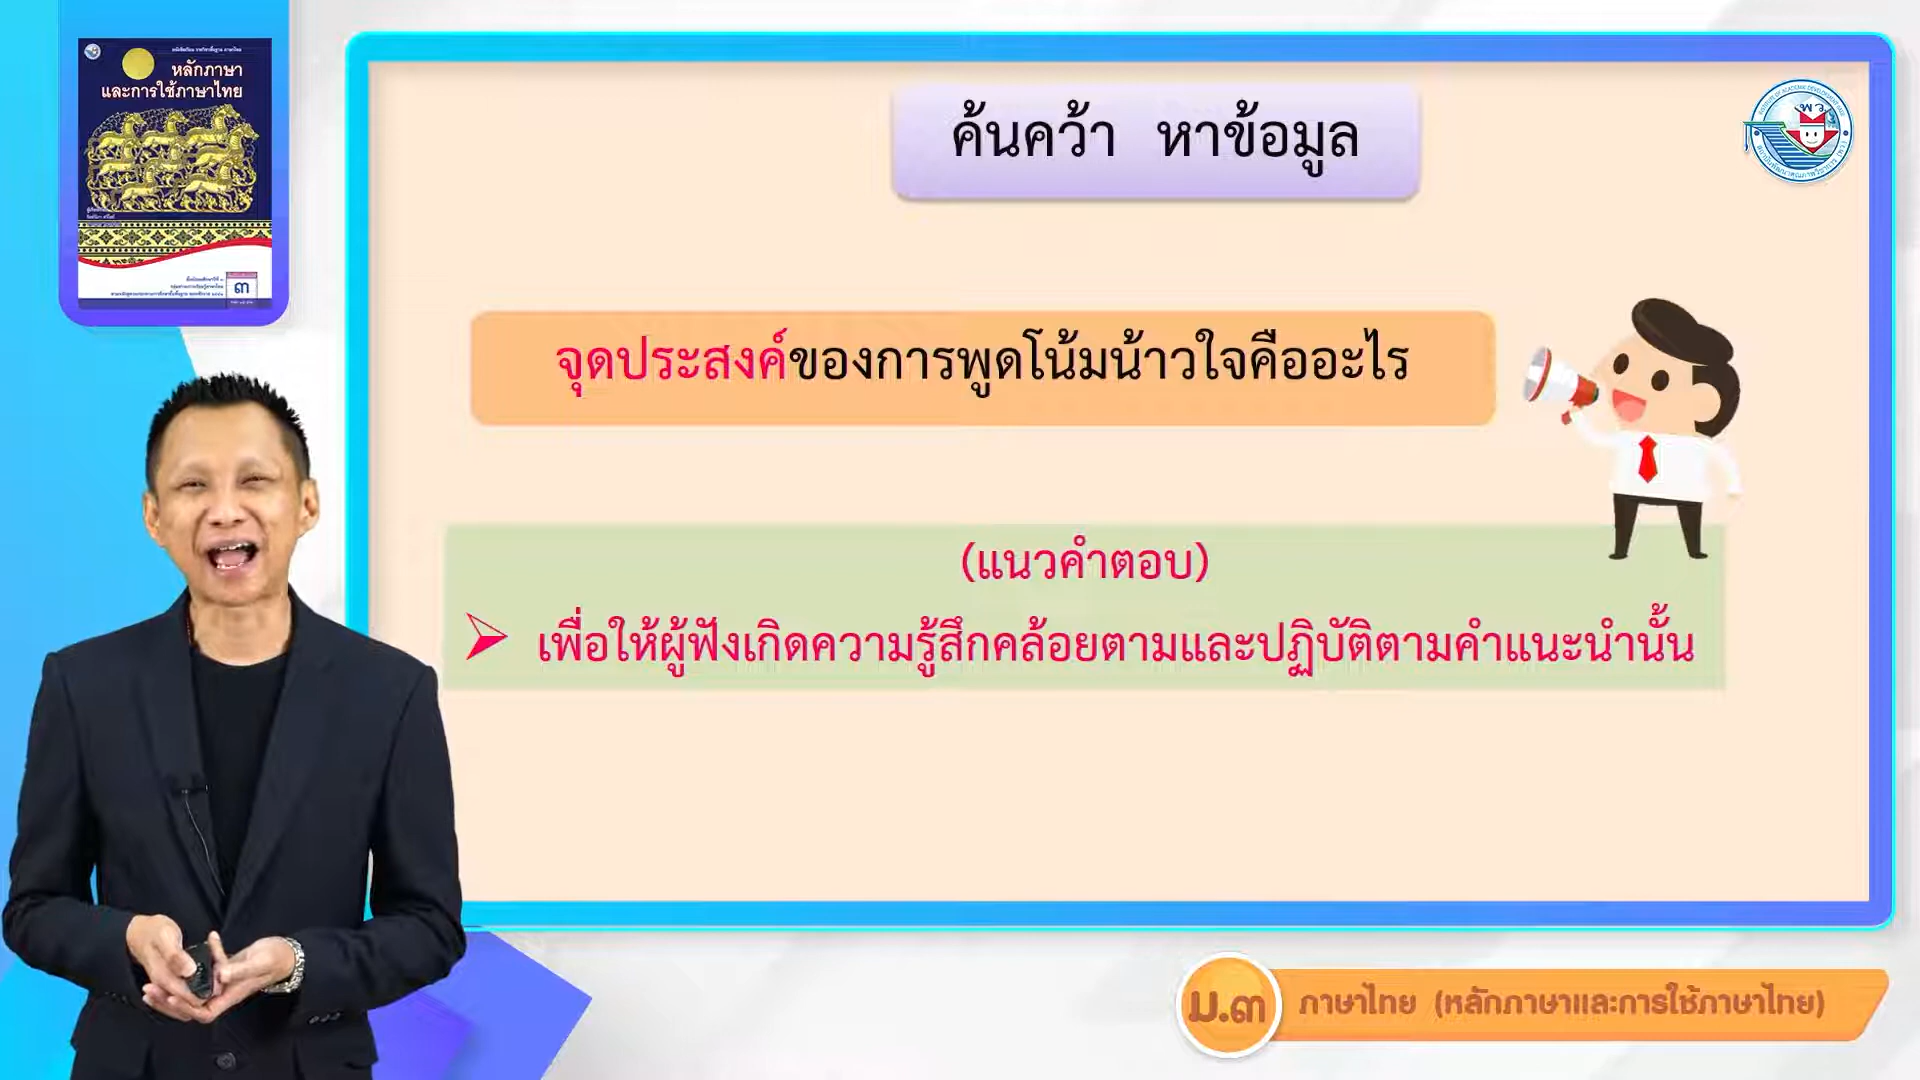 หลักภาษา
และการใช้ภาษาไทย
๓
ค้นคว้า หาข้อมูล
พว.
จุดประสงค์ของการพูดโน้มน้าวใจคืออะไร
(แนวคำตอบ)
➢ เพื่อให้ผู้ฟังเกิดความรู้สึกคล้อยตามและปฏิบัติตามคำแนะนำนั้น
ม.๓ ภาษาไทย (หลักภาษาและการใช้ภาษาไทย)